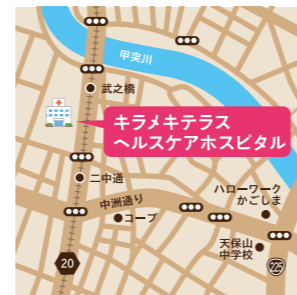 甲突川
武之橋
キラメキテラス
ヘルスケアホスピタル
二中通
中洲通り
ハローワーク
かごしま
コープ
天保山
中学校
20
225